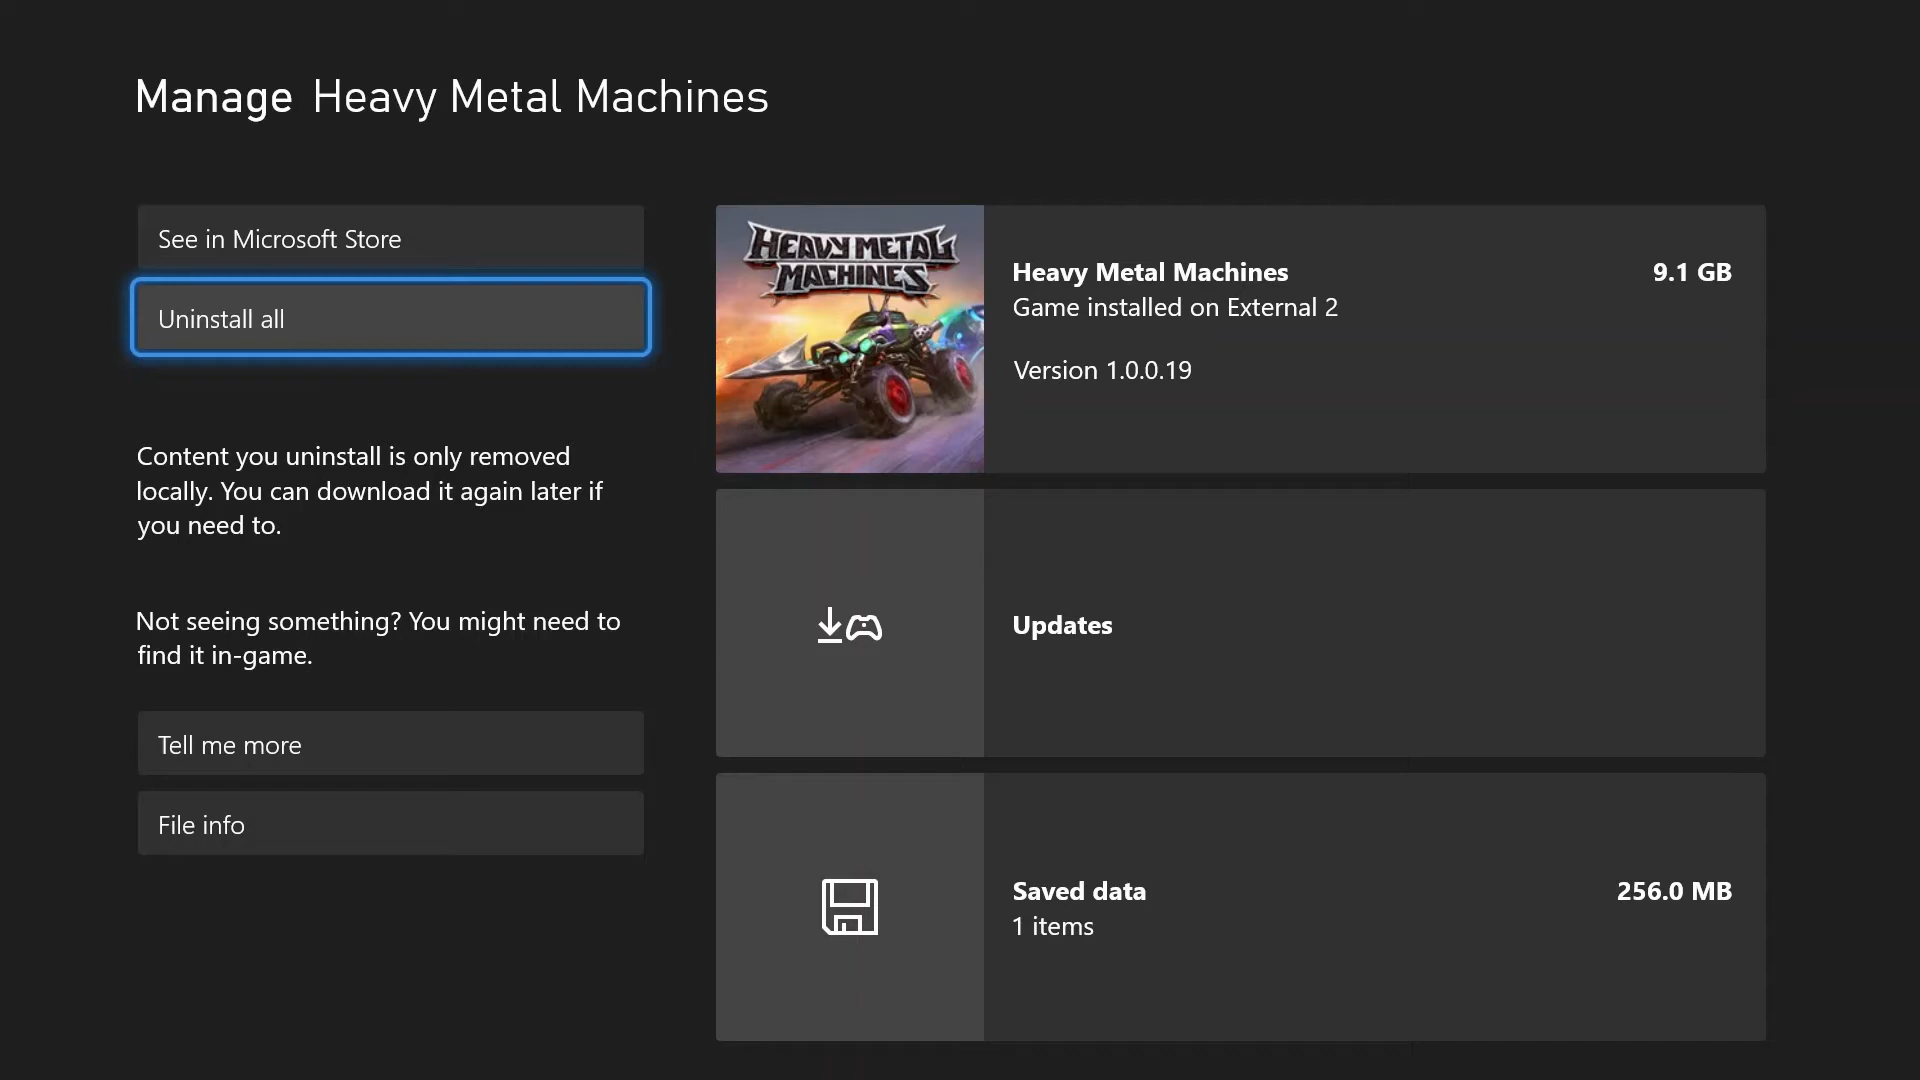 Manage Heavy Metal Machines
See in Microsoft Store
Uninstall all
Content you uninstall is only removed
locally. You can download it again later if
you need to.
Not seeing something? You might need to
find it in-game.
Tell me more
File info
HEAVY METAL
MACHINES
Heavy Metal Machines
9.1 GB
Game installed on External 2
Version 1.0.0.19
Updates
Saved data
256.0 MB
1 items